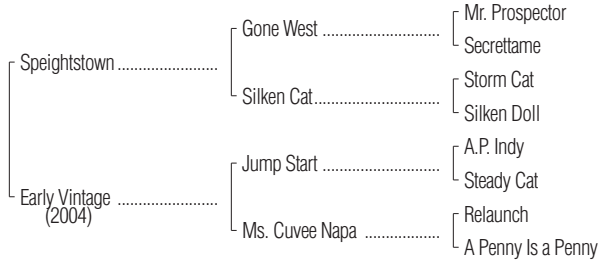 Mr. Prospector
Gone West ........................
Secrettame
Speightstown ........................
Storm Cat
Silken Cat..........................
Silken Doll
A.P. Indy
Jump Start ........................
Steady Cat
Early Vintage ........................
(2004)
Relaunch
Ms. Cuvee Napa ..................
A Penny Is a Penny